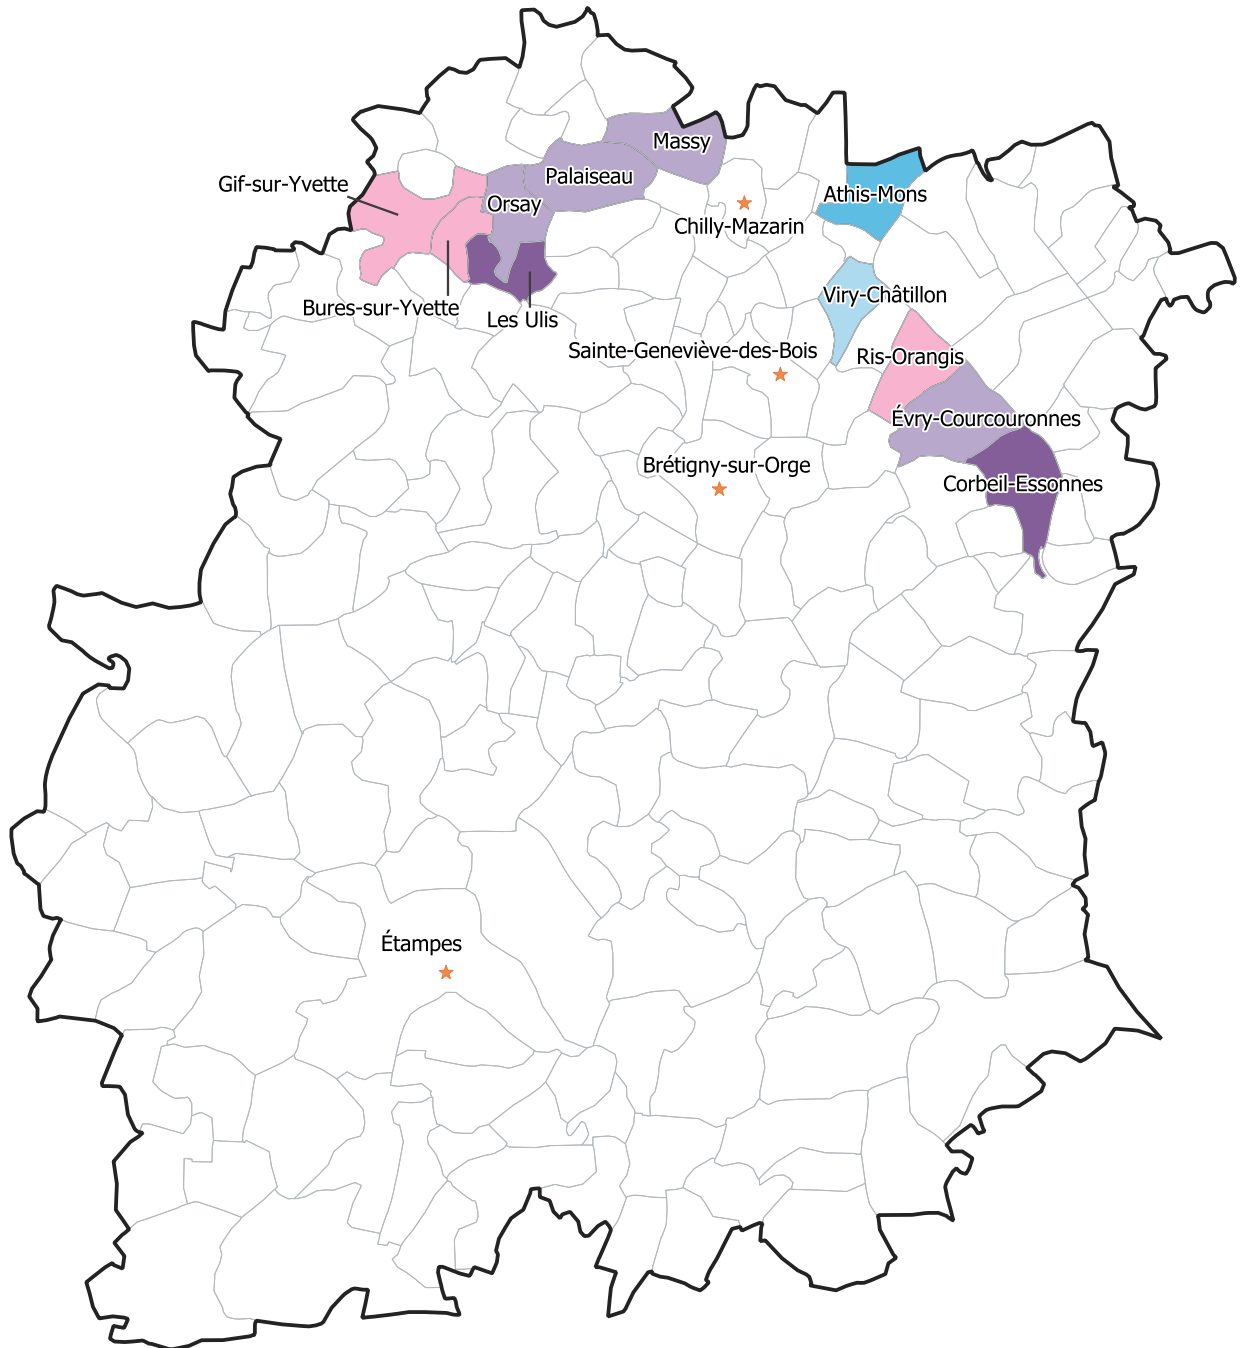 Massy
Palaiseau
Gif-sur-Yvette
Athis-Mons
Orsay
Chilly-Mazarin
Viry-Châtillon
Bures-sur-Yvette
Les Ulis
Sainte-Geneviève-des-Bois
Ris-Orangis
Évry-Courcouronnes
Brétigny-sur-Orge
Corbeil-Essonnes
Étampes